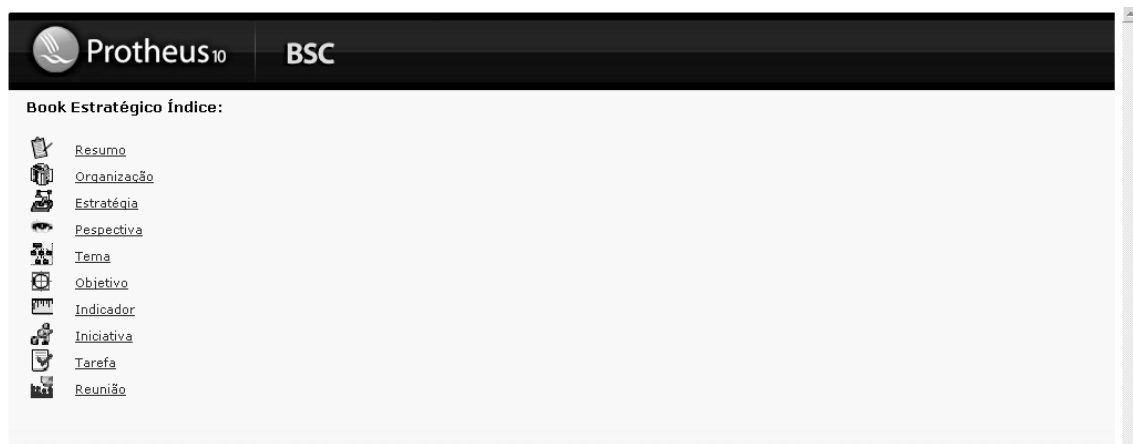 Protheus10 BSC
Book Estratégico Índice:
Resumo
Organização
Estratégia
Pespectiva
Tema
Objetivo
Indicador
Iniciativa
Tarefa
Reunião